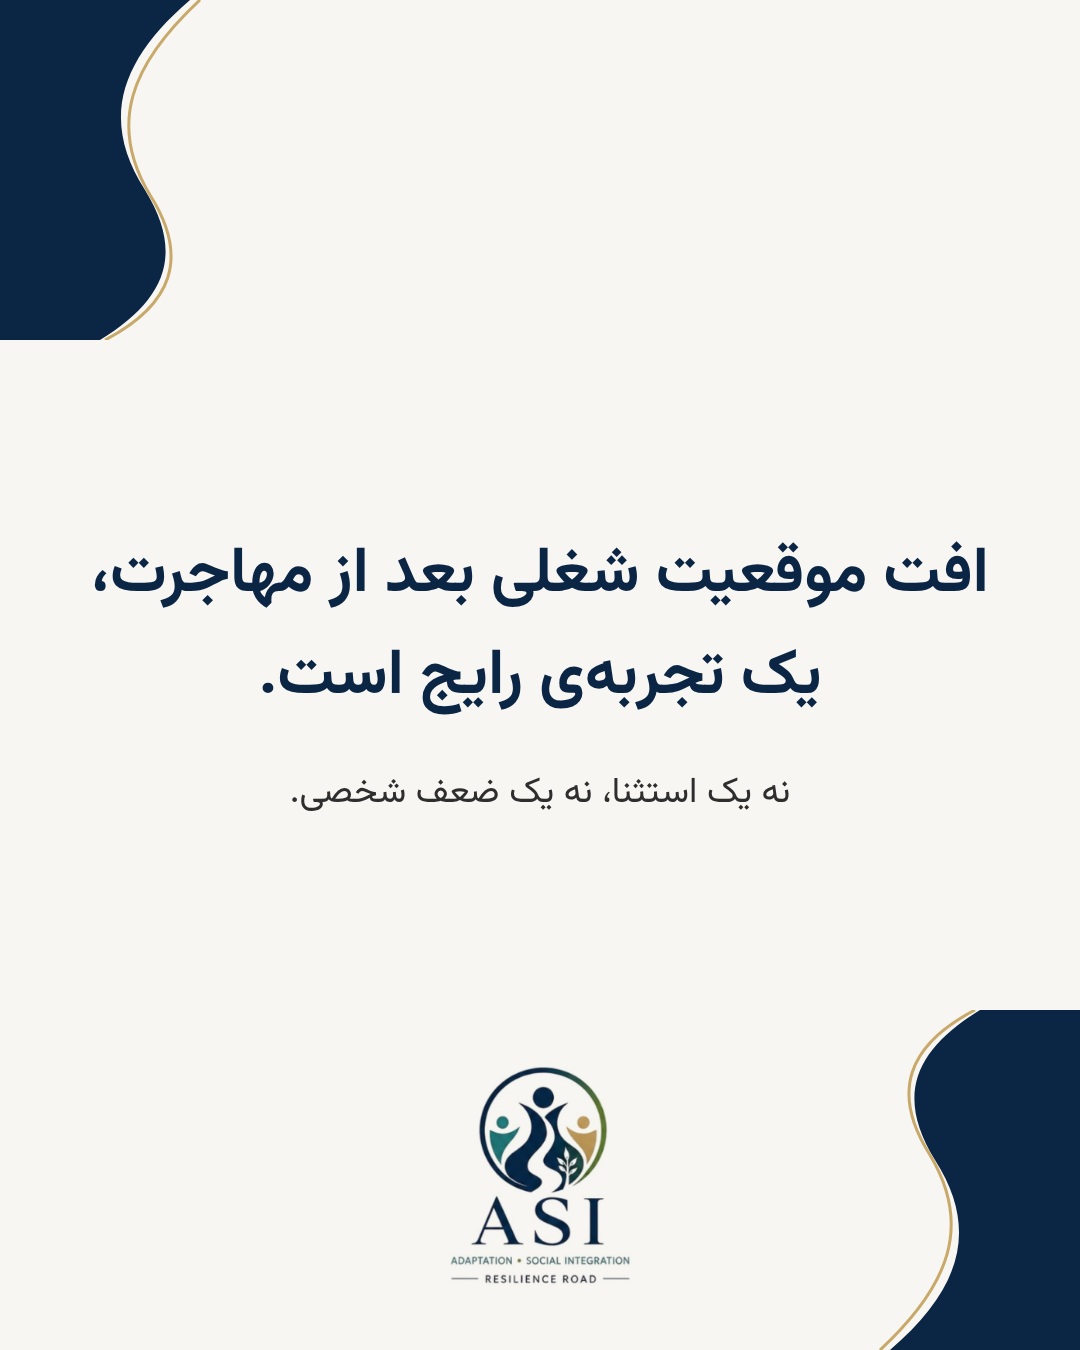 افت موقعیت شغلی بعد از مهاجرت،
یک تجربه‌ی رایج است.
نه یک استثنا، نه یک ضعف شخصی.
ASI
ADAPTATION • SOCIAL INTEGRATION
RESILIENCE ROAD